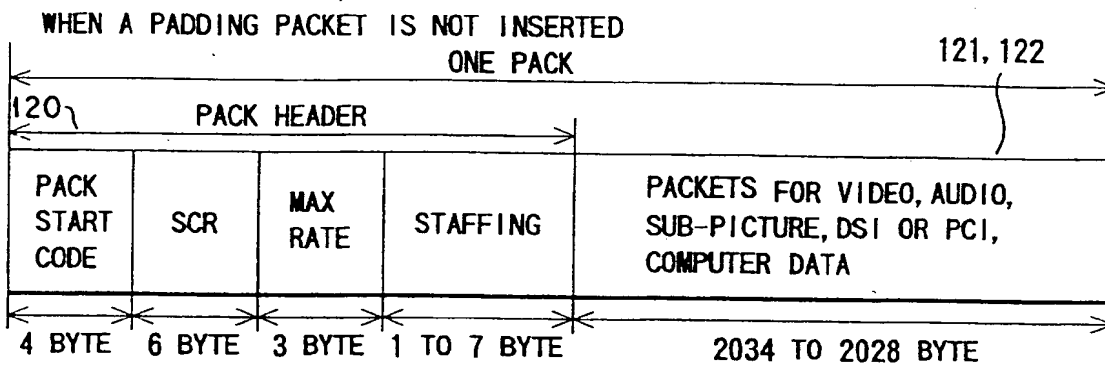 WHEN A PADDING PACKET IS NOT INSERTED
ONE PACK
121, 122
120
PACK HEADER
PACK
START
CODE
SCR
MAX
RATE
STAFFING
PACKETS FOR VIDEO, AUDIO,
SUB-PICTURE, DSI OR PCI,
COMPUTER DATA
4 BYTE
6 BYTE
3 BYTE
1 TO 7 BYTE
2034 TO 2028 BYTE